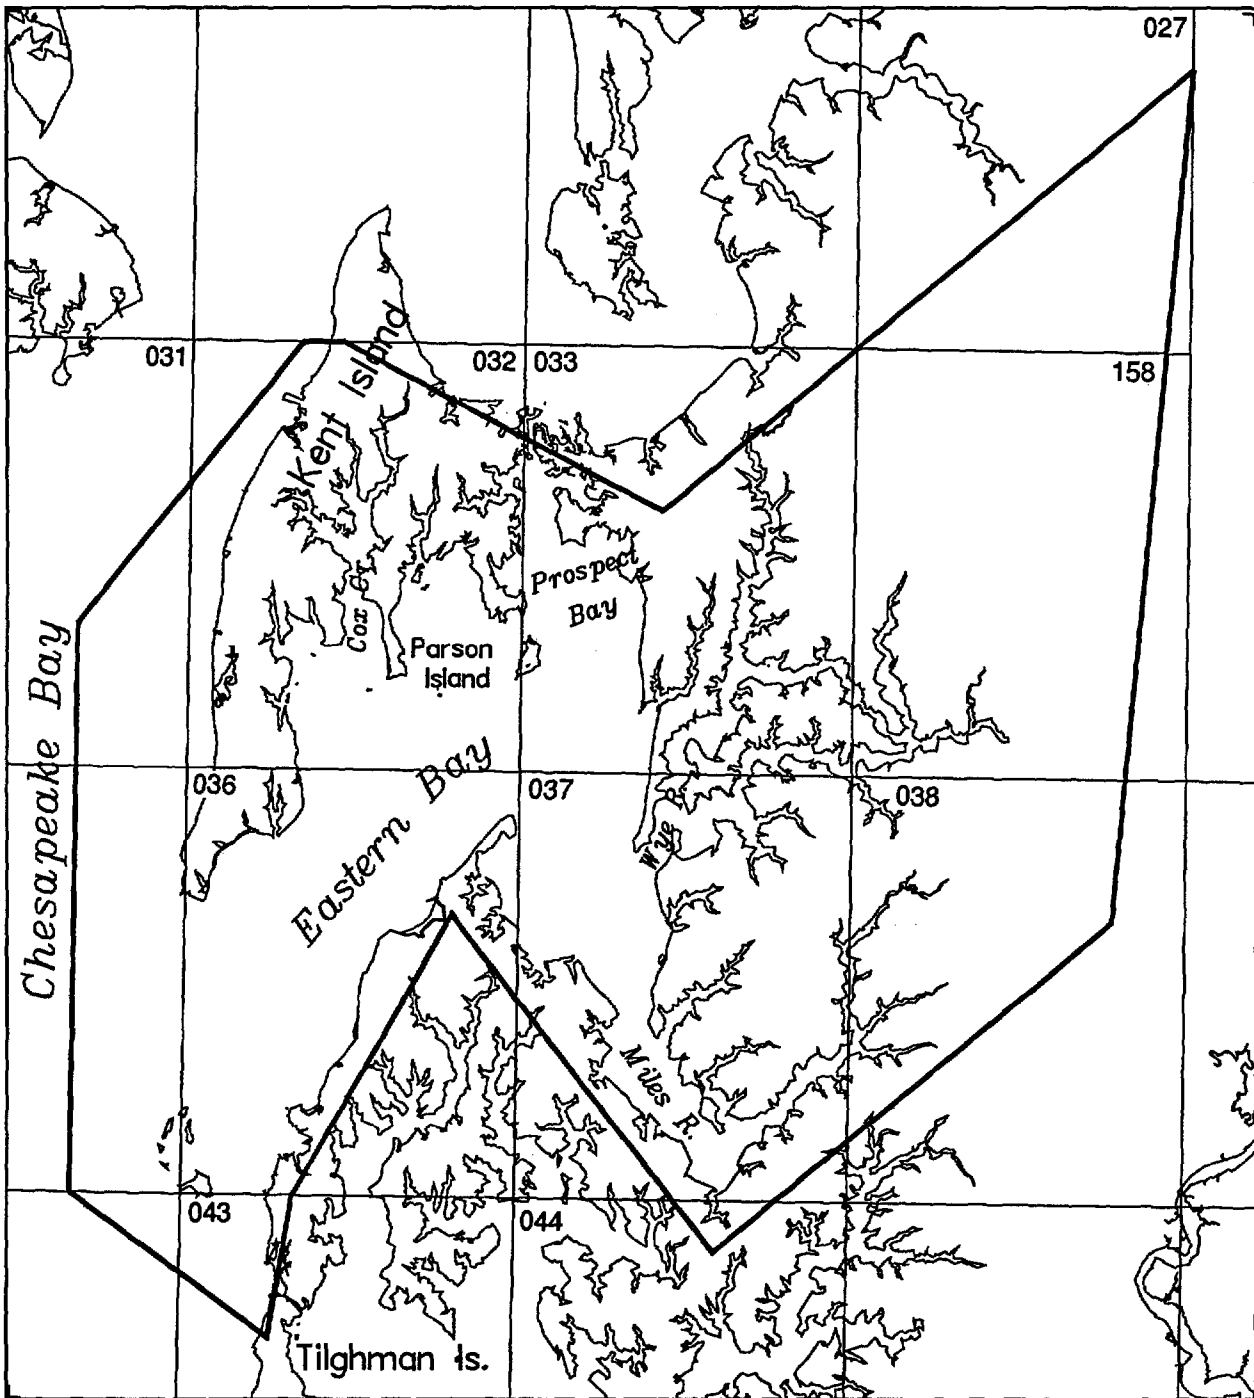 027
031
032
033
158
Kent Island
Cox Cr
Prospect
Bay
Parson
Island
Chesapeake Bay
036
037
038
Eastern Bay
Wye R.
Miles R.
043
044
Tilghman Is.